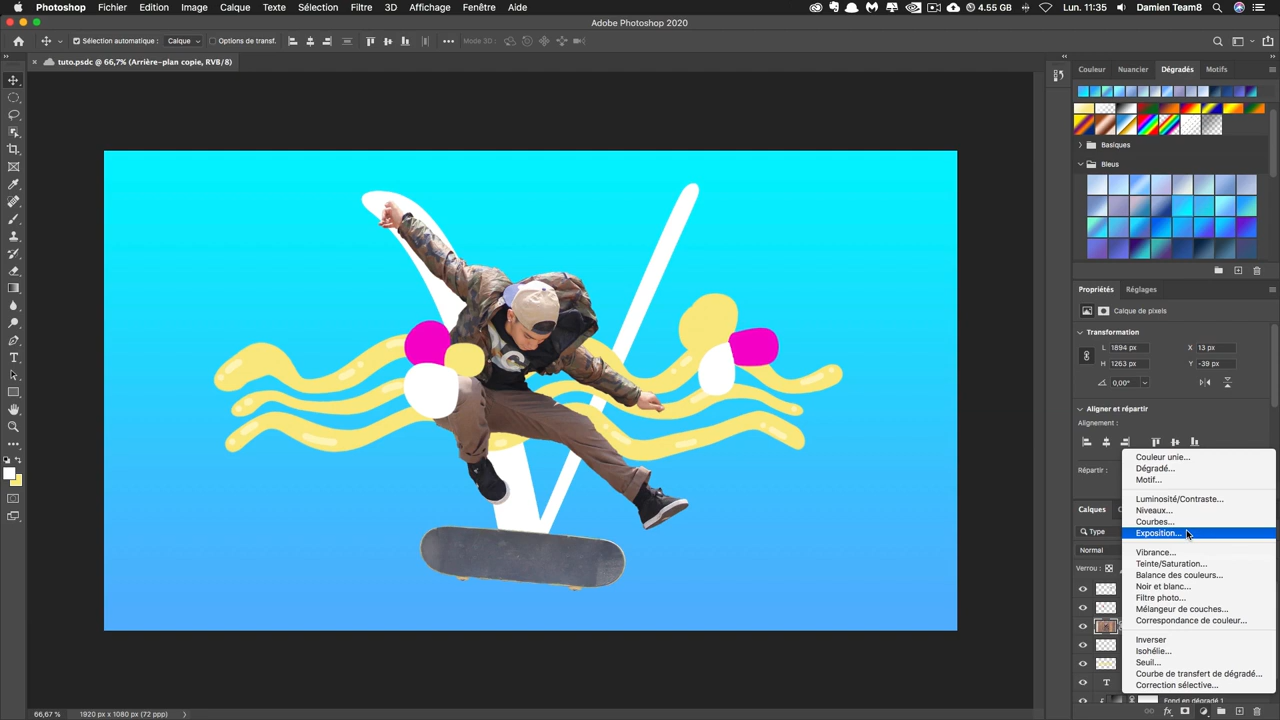 Photoshop Fichier Edition Image Calque Texte Sélection Filtre 3D Affichage Fenêtre Aide 4.55 GB Lun. 11:35 Damien Team8
Adobe Photoshop 2020
Sélection automatique : Calque Options de transf. Mode 3D :
tuto.psdc @ 66,7% (Arrière-plan copie, RVB/8)
Couleur Nuancier Dégradés Motifs
Basiques
Bleus
Propriétés Réglages
Calque de pixels
Transformation
L 1894 px X 13 px
H 1263 px Y -39 px
0,00°
Aligner et répartir
Alignement :
Répartir :
Couleur unie...
Dégradé...
Motif...
Luminosité/Contraste...
Niveaux...
Courbes...
Exposition...
Vibrance...
Teinte/Saturation...
Balance des couleurs...
Noir et blanc...
Filtre photo...
Mélangeur de couches...
Correspondance de couleur...
Inverser
Isohélie...
Seuil...
Courbe de transfert de dégradé...
Correction sélective...
Calques
Type
Normal
Verrou :
T
Fond en dégradé 1
fx
66,67 % 1920 px x 1080 px (72 ppp)